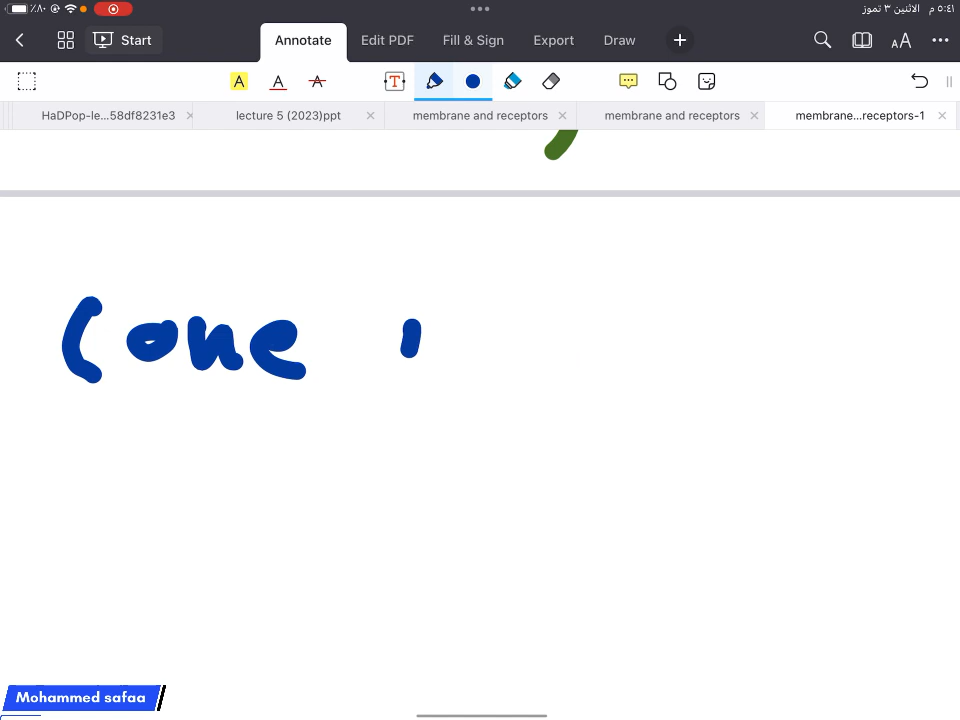 ٪٨٠ الاثنين ٣ تموز ٥:٤١ م
Start Annotate Edit PDF Fill & Sign Export Draw + AA
A A A T
HaDPop-le...58df8231e3 × lecture 5 (2023)ppt × membrane and receptors × membrane and receptors × membrane...receptors-1 ×
Cone
Mohammed safaa